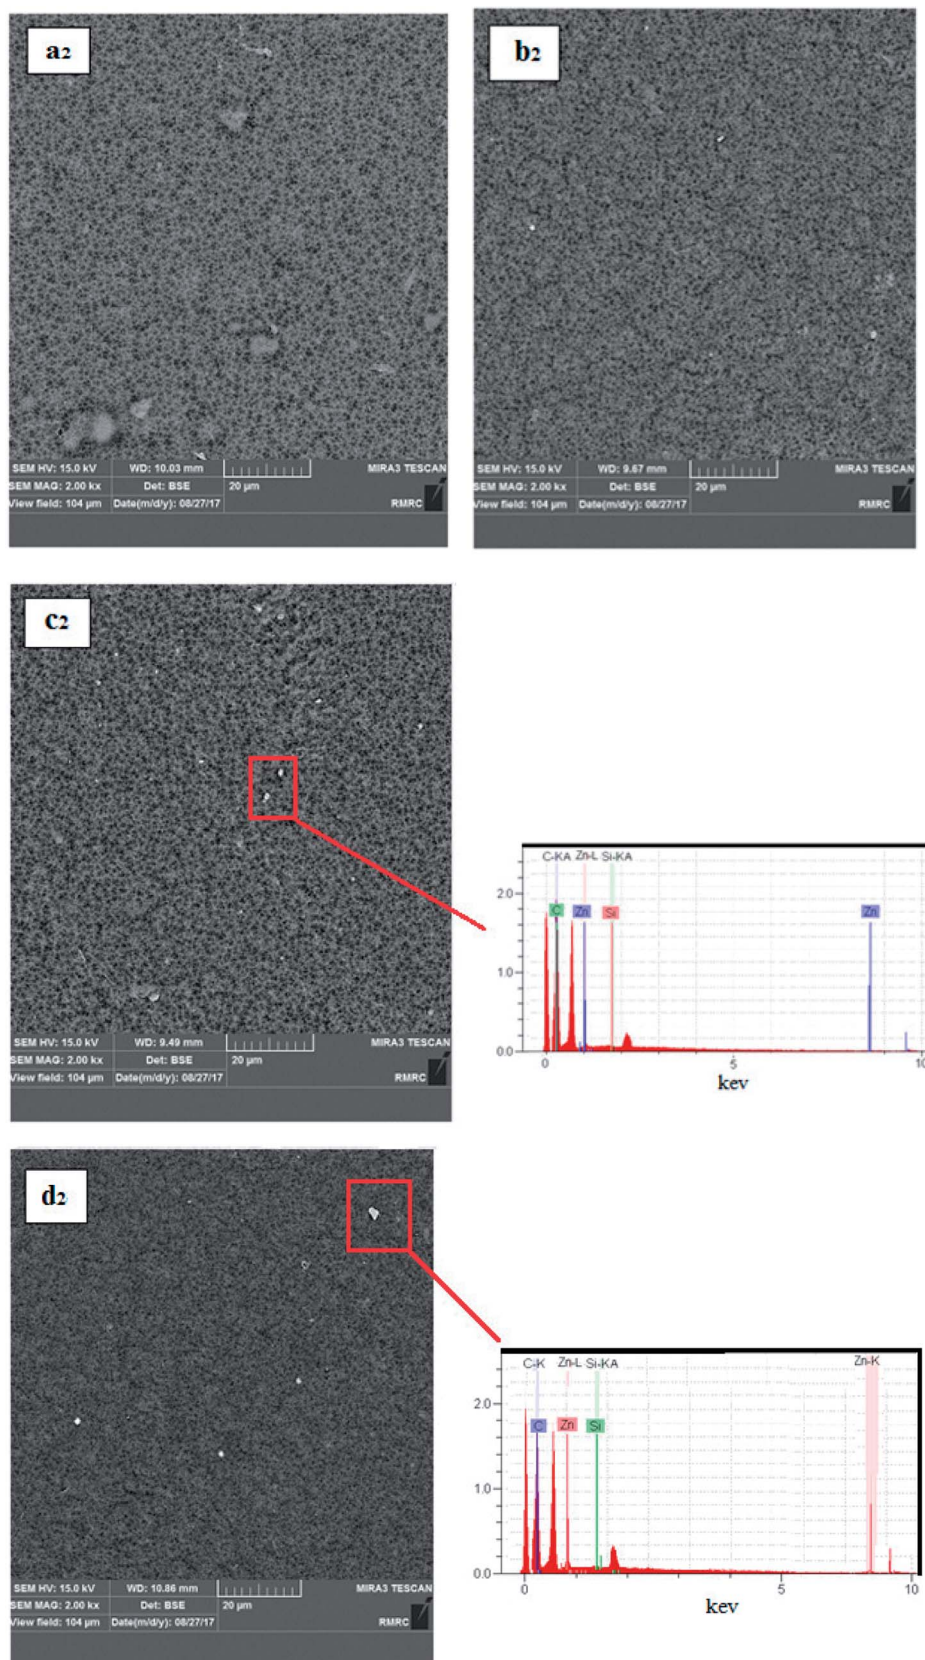 a2
b2
SEM HV: 15.0 kV WD: 10.03 mm MIRA3 TESCAN
SEM MAG: 2.00 kx Det: BSE 20 µm
View field: 104 µm Date(m/d/y): 08/27/17 RMRC
SEM HV: 15.0 kV WD: 9.67 mm MIRA3 TESCAN
SEM MAG: 2.00 kx Det: BSE 20 µm
View field: 104 µm Date(m/d/y): 08/27/17 RMRC
c2
C-KA Zn-L Si-KA
2.0
C Zn Si Zn
1.0
0.0
0 5 10
kev
SEM HV: 15.0 kV WD: 9.49 mm MIRA3 TESCAN
SEM MAG: 2.00 kx Det: BSE 20 µm
View field: 104 µm Date(m/d/y): 08/27/17 RMRC
d2
C-K Zn-L Si-KA Zn-K
2.0
C Zn Si
1.0
0.0
0 5 10
kev
SEM HV: 15.0 kV WD: 10.86 mm MIRA3 TESCAN
SEM MAG: 2.00 kx Det: BSE 20 µm
View field: 104 µm Date(m/d/y): 08/27/17 RMRC